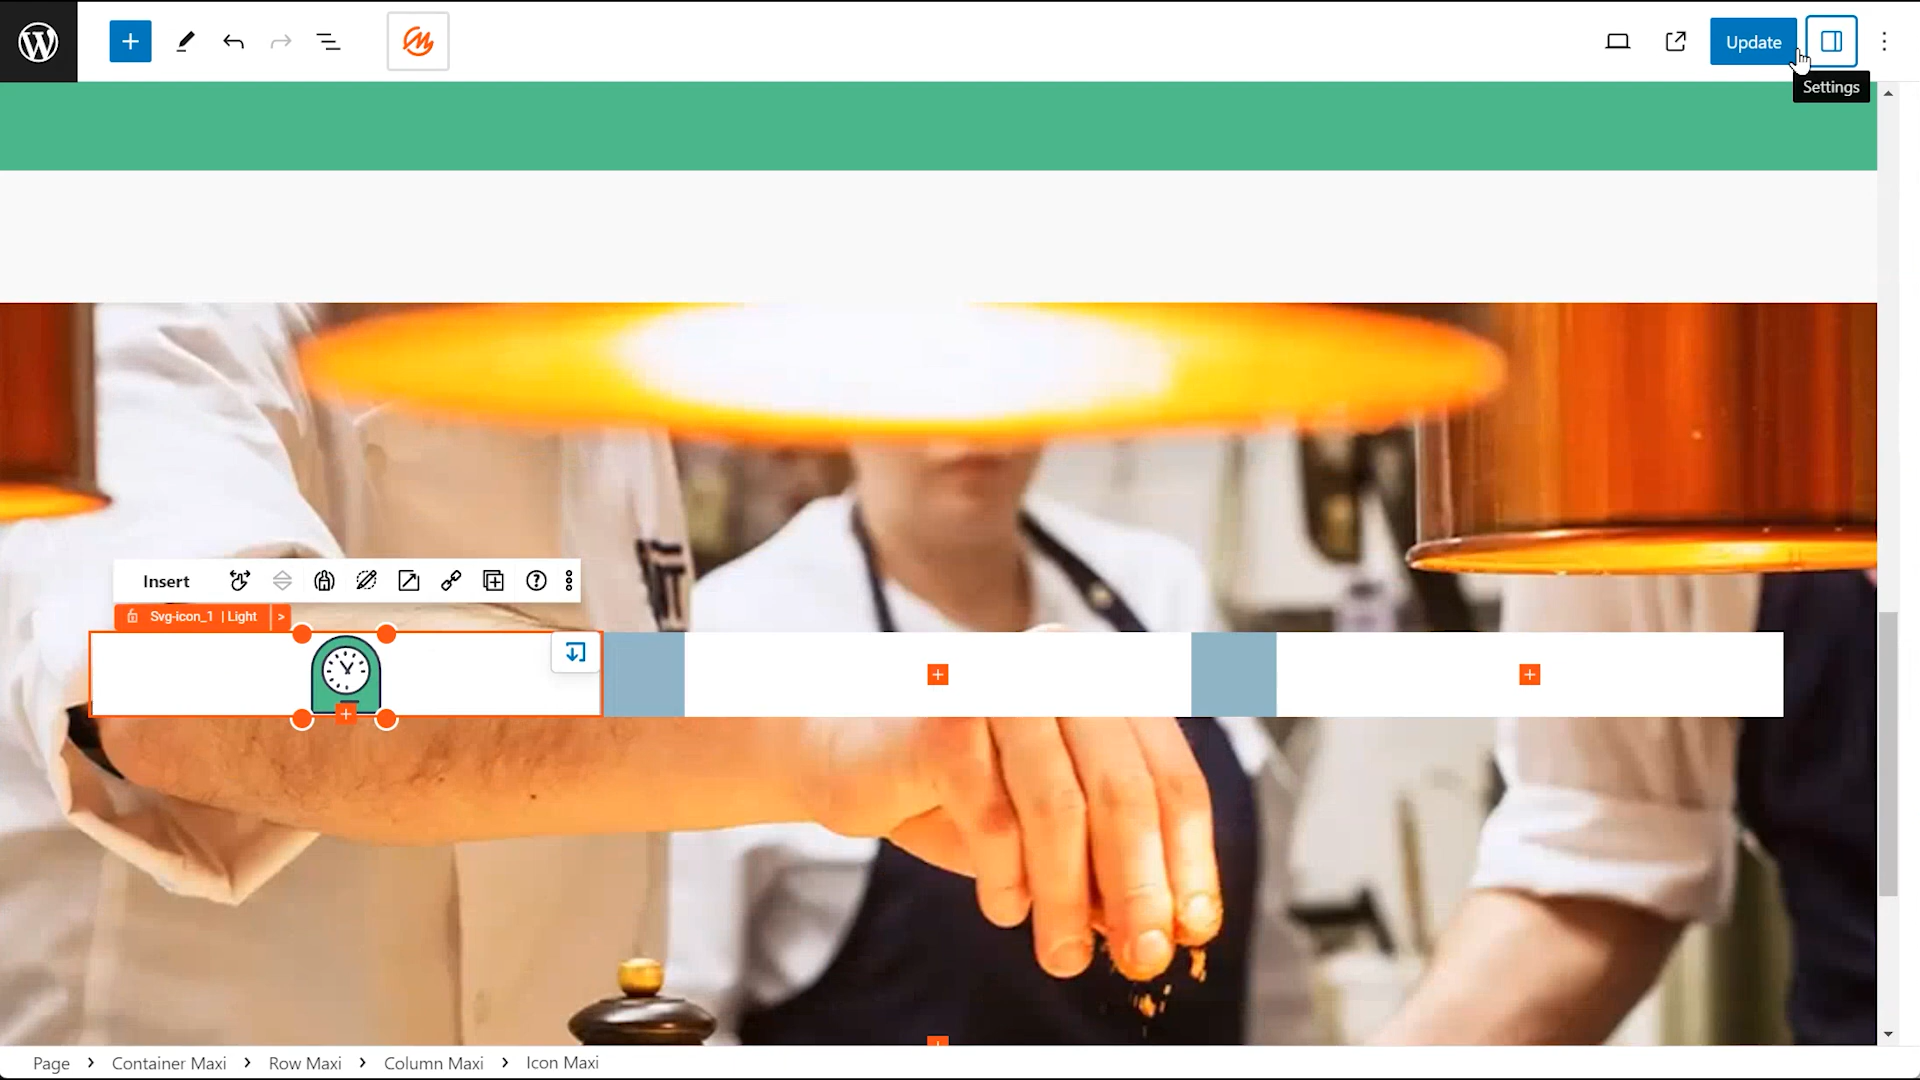 Update
Settings
Insert
Svg-icon_1 | Light >
Page > Container Maxi > Row Maxi > Column Maxi > Icon Maxi